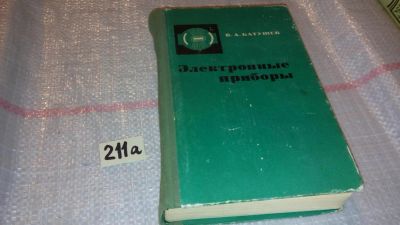 В. А. БАТУШЕВ
Электронные
приборы
211а